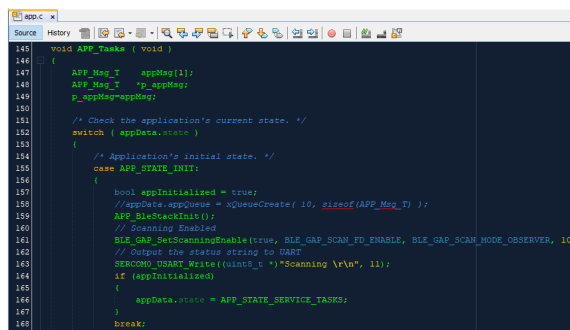 app.c x
Source History
145 void APP_Tasks ( void )
146 {
147 APP_Msg_T appMsg[1];
148 APP_Msg_T *p_appMsg;
149 p_appMsg=appMsg;
150
151 /* Check the application's current state. */
152 switch ( appData.state )
153 {
154 /* Application's initial state. */
155 case APP_STATE_INIT:
156 {
157 bool appInitialized = true;
158 //appData.appQueue = xQueueCreate( 10, sizeof(APP_Msg_T) );
159 APP_BleStackInit();
160 // Scanning Enabled
161 BLE_GAP_SetScanningEnable(true, BLE_GAP_SCAN_FD_ENABLE, BLE_GAP_SCAN_MODE_OBSERVER, 10
162 // Output the status string to UART
163 SERCOM0_USART_Write((uint8_t *)"Scanning \r\n", 11);
164 if (appInitialized)
165 {
166 appData.state = APP_STATE_SERVICE_TASKS;
167 }
168 break;